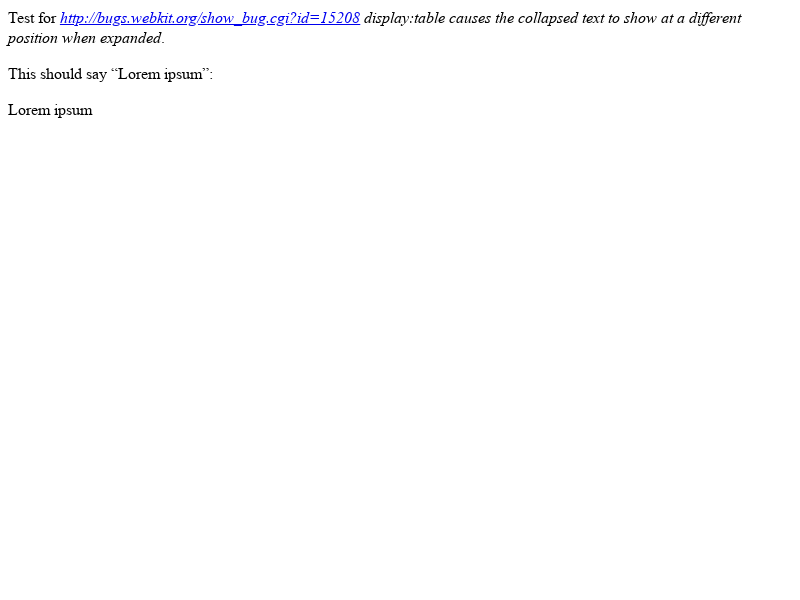 Test for http://bugs.webkit.org/show_bug.cgi?id=15208 display:table causes the collapsed text to show at a different
position when expanded.
This should say “Lorem ipsum”:
Lorem ipsum